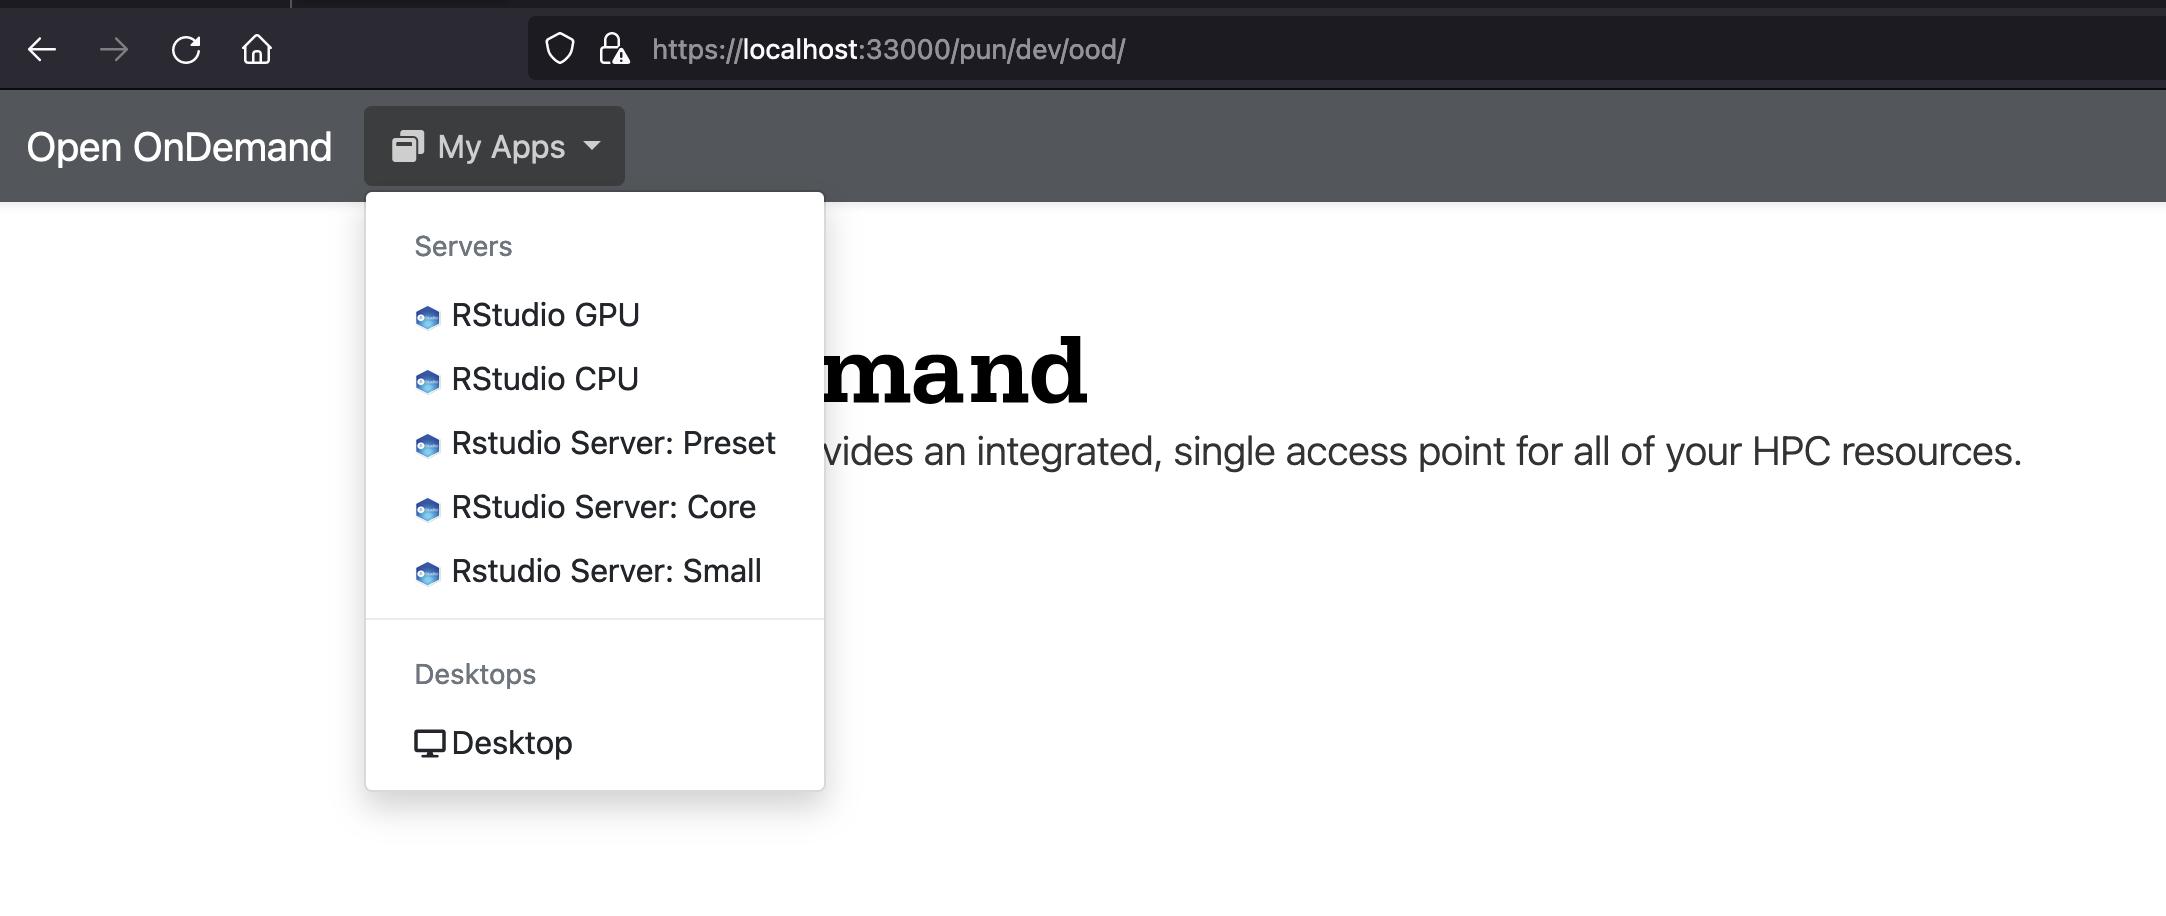 https://localhost:33000/pun/dev/ood/
Open OnDemand My Apps
Servers
RStudio GPU
RStudio CPU
Rstudio Server: Preset
RStudio Server: Core
Rstudio Server: Small
Desktops
Desktop
mand
vides an integrated, single access point for all of your HPC resources.